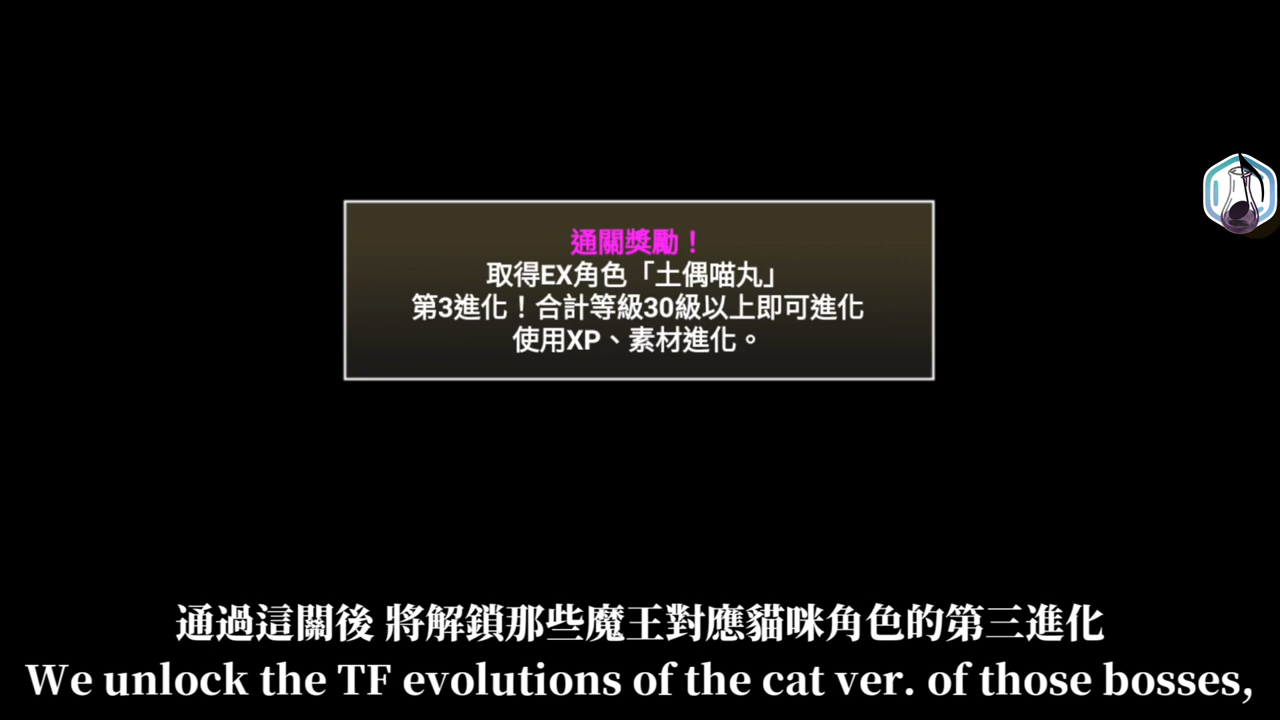 通關獎勵！
取得EX角色「土偶喵丸」
第3進化！合計等級30級以上即可進化
使用XP、素材進化。
通過這關後 將解鎖那些魔王對應貓咪角色的第三進化
We unlock the TF evolutions of the cat ver. of those bosses,